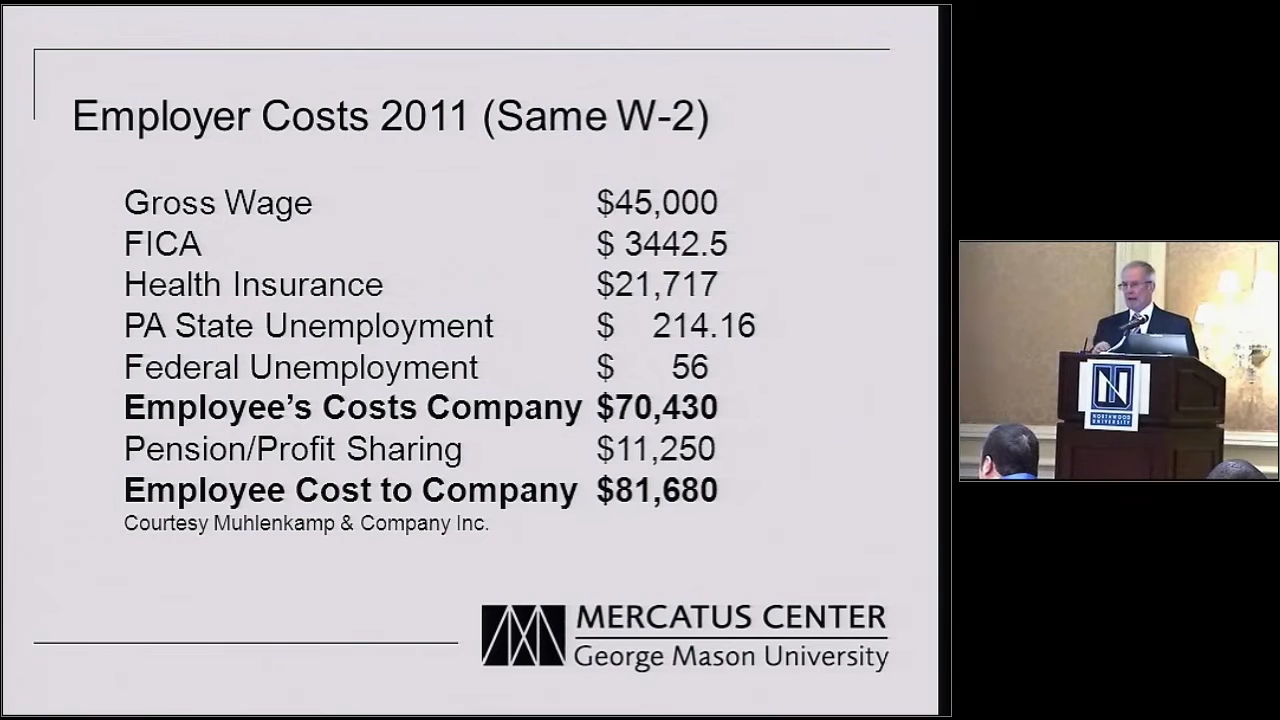 Employer Costs 2011 (Same W-2)
Gross Wage $45,000
FICA $ 3442.5
Health Insurance $21,717
PA State Unemployment $ 214.16
Federal Unemployment $ 56
Employee's Costs Company $70,430
Pension/Profit Sharing $11,250
Employee Cost to Company $81,680
Courtesy Muhlenkamp & Company Inc.
MERCATUS CENTER
George Mason University
N
NORTHWOOD
UNIVERSITY